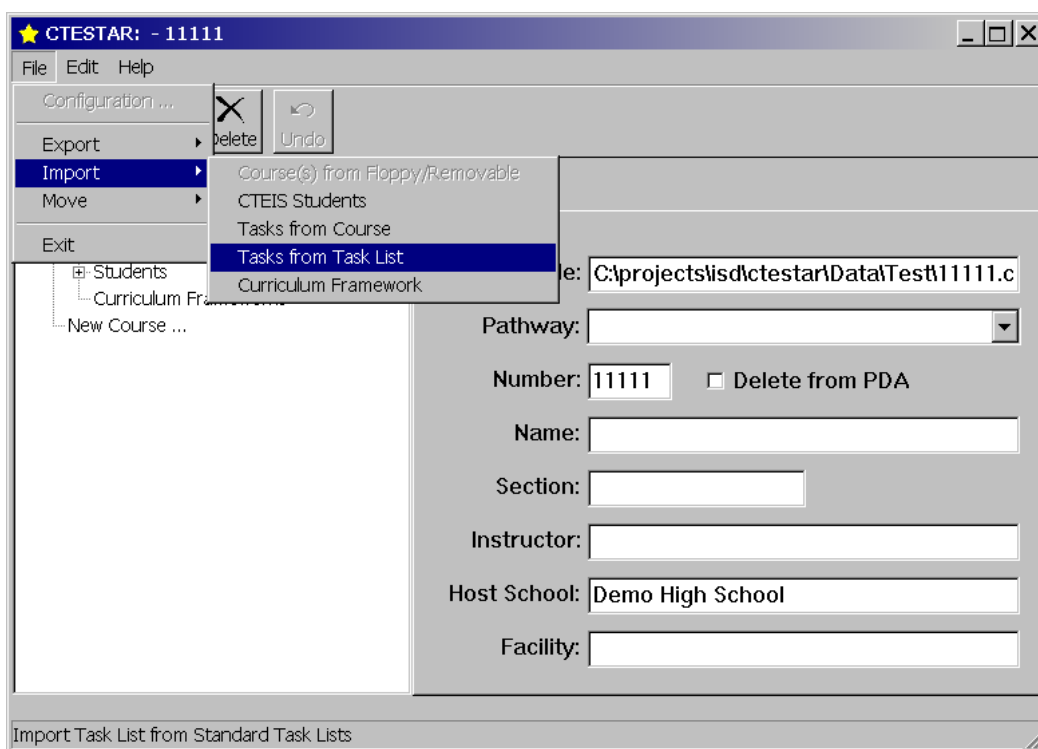 CTESTAR: - 11111
File Edit Help
Configuration ...
Export
Import
Move
Exit
Delete
Undo
Course(s) from Floppy/Removable
CTEIS Students
Tasks from Course
Tasks from Task List
Curriculum Framework
Students
New Course ...
C:\projects\isd\ctestar\Data\Test\11111.c
Pathway:
Number: 11111 Delete from PDA
Name:
Section:
Instructor:
Host School: Demo High School
Facility:
Import Task List from Standard Task Lists